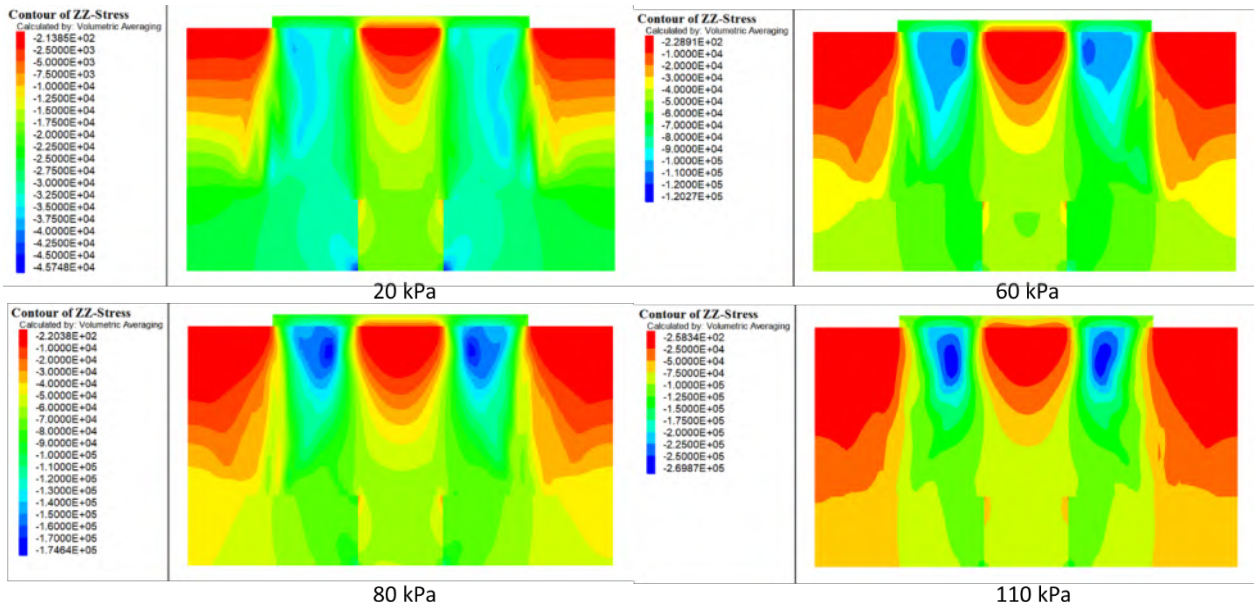 Contour of ZZ-Stress
Calculated by: Volumetric Averaging
-2.1385E+02
-2.5000E+03
-5.0000E+03
-7.5000E+03
-1.0000E+04
-1.2500E+04
-1.5000E+04
-1.7500E+04
-2.0000E+04
-2.2500E+04
-2.5000E+04
-2.7500E+04
-3.0000E+04
-3.2500E+04
-3.5000E+04
-3.7500E+04
-4.0000E+04
-4.2500E+04
-4.5000E+04
-4.5748E+04
20 kPa
Contour of ZZ-Stress
Calculated by: Volumetric Averaging
-2.2891E+02
-1.0000E+04
-2.0000E+04
-3.0000E+04
-4.0000E+04
-5.0000E+04
-6.0000E+04
-7.0000E+04
-8.0000E+04
-9.0000E+04
-1.0000E+05
-1.1000E+05
-1.2000E+05
-1.2027E+05
60 kPa
Contour of ZZ-Stress
Calculated by: Volumetric Averaging
-2.2038E+02
-1.0000E+04
-2.0000E+04
-3.0000E+04
-4.0000E+04
-5.0000E+04
-6.0000E+04
-7.0000E+04
-8.0000E+04
-9.0000E+04
-1.0000E+05
-1.1000E+05
-1.2000E+05
-1.3000E+05
-1.4000E+05
-1.5000E+05
-1.6000E+05
-1.7000E+05
-1.7464E+05
80 kPa
Contour of ZZ-Stress
Calculated by: Volumetric Averaging
-2.5834E+02
-2.5000E+04
-5.0000E+04
-7.5000E+04
-1.0000E+05
-1.2500E+05
-1.5000E+05
-1.7500E+05
-2.0000E+05
-2.2500E+05
-2.5000E+05
-2.6987E+05
110 kPa